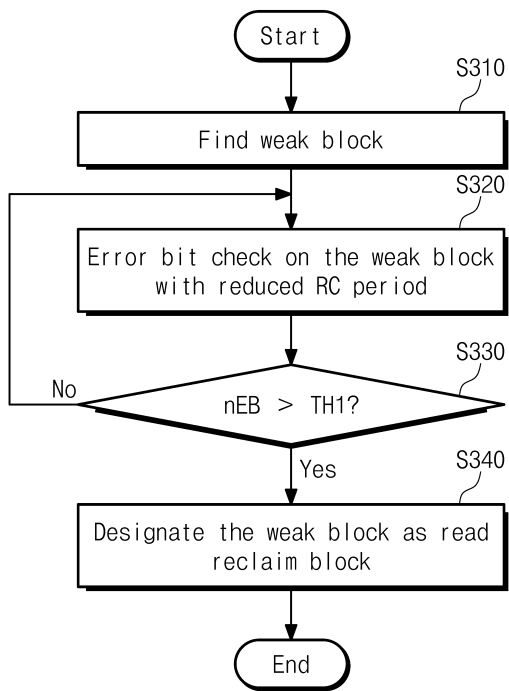 Start
S310
Find weak block
S320
Error bit check on the weak block
with reduced RC period
S330
No
nEB > TH1?
Yes
S340
Designate the weak block as read
reclaim block
End